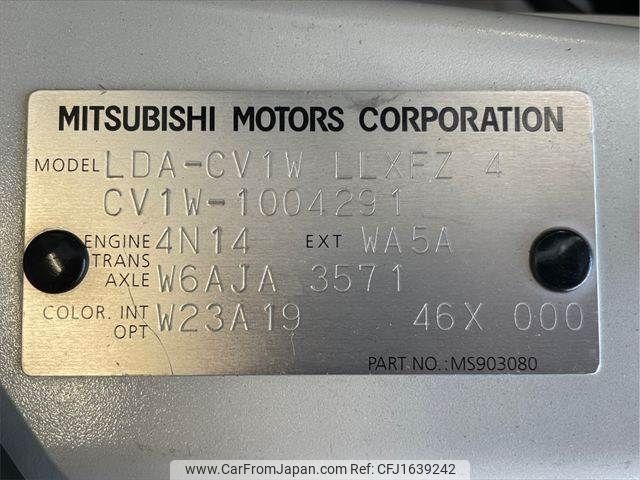 MITSUBISHI MOTORS CORPORATION
MODEL LDA-CV1W LLXFZ 4
CV1W-1004291
ENGINE 4N14 EXT WA5A
TRANS
AXLE W6AJA 3571
COLOR. INT
OPT W23A19 46X 000
PART NO.:MS903080
www.CarFromJapan.com | Ref No. CFJ1639242